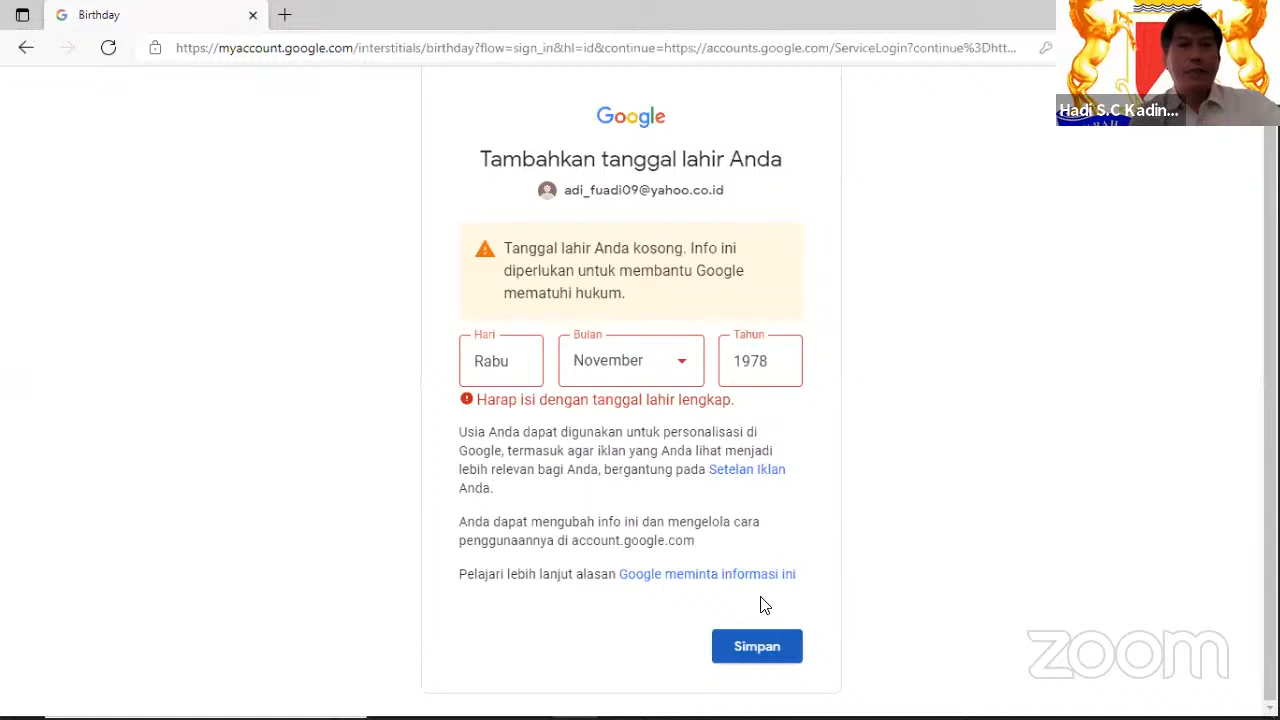 Birthday
https://myaccount.google.com/interstitials/birthday?flow=sign_in&hl=id&continue=https://accounts.google.com/ServiceLogin?continue%3Dhtt...
Hadi S.C Kadin...
Google
Tambahkan tanggal lahir Anda
adi_fuadi09@yahoo.co.id
Tanggal lahir Anda kosong. Info ini
diperlukan untuk membantu Google
mematuhi hukum.
Hari Bulan Tahun
Rabu November 1978
Harap isi dengan tanggal lahir lengkap.
Usia Anda dapat digunakan untuk personalisasi di
Google, termasuk agar iklan yang Anda lihat menjadi
lebih relevan bagi Anda, bergantung pada Setelan Iklan
Anda.
Anda dapat mengubah info ini dan mengelola cara
penggunaannya di account.google.com
Pelajari lebih lanjut alasan Google meminta informasi ini
Simpan
zoom